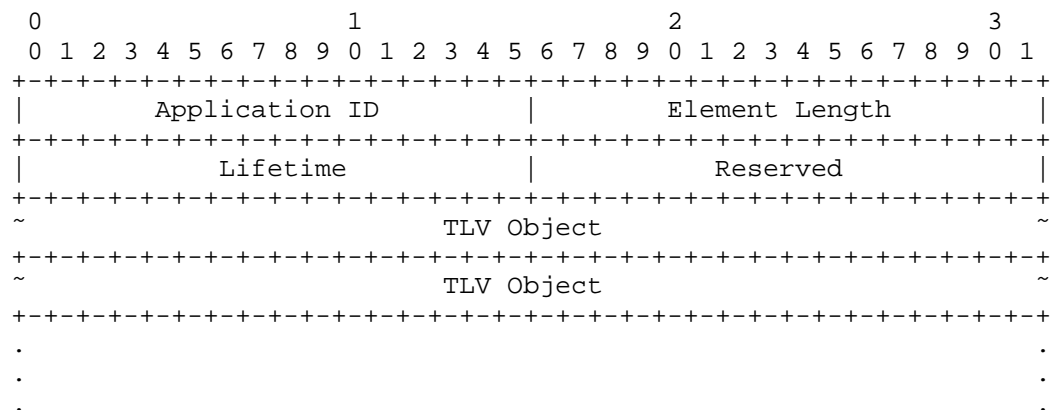 0                   1                   2                   3
 0 1 2 3 4 5 6 7 8 9 0 1 2 3 4 5 6 7 8 9 0 1 2 3 4 5 6 7 8 9 0 1
+-+-+-+-+-+-+-+-+-+-+-+-+-+-+-+-+-+-+-+-+-+-+-+-+-+-+-+-+-+-+-+-+
|        Application ID         |        Element Length         |
+-+-+-+-+-+-+-+-+-+-+-+-+-+-+-+-+-+-+-+-+-+-+-+-+-+-+-+-+-+-+-+-+
|            Lifetime           |           Reserved            |
+-+-+-+-+-+-+-+-+-+-+-+-+-+-+-+-+-+-+-+-+-+-+-+-+-+-+-+-+-+-+-+-+
~                          TLV Object                           ~
+-+-+-+-+-+-+-+-+-+-+-+-+-+-+-+-+-+-+-+-+-+-+-+-+-+-+-+-+-+-+-+-+
~                          TLV Object                           ~
+-+-+-+-+-+-+-+-+-+-+-+-+-+-+-+-+-+-+-+-+-+-+-+-+-+-+-+-+-+-+-+-+
.                                                               .
.                                                               .
.                                                               .